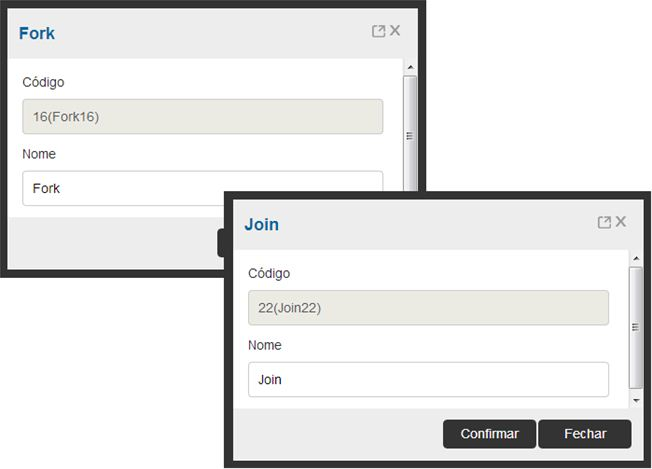 Fork
Código
16(Fork16)
Nome
Fork
Join
Código
22(Join22)
Nome
Join
Confirmar
Fechar